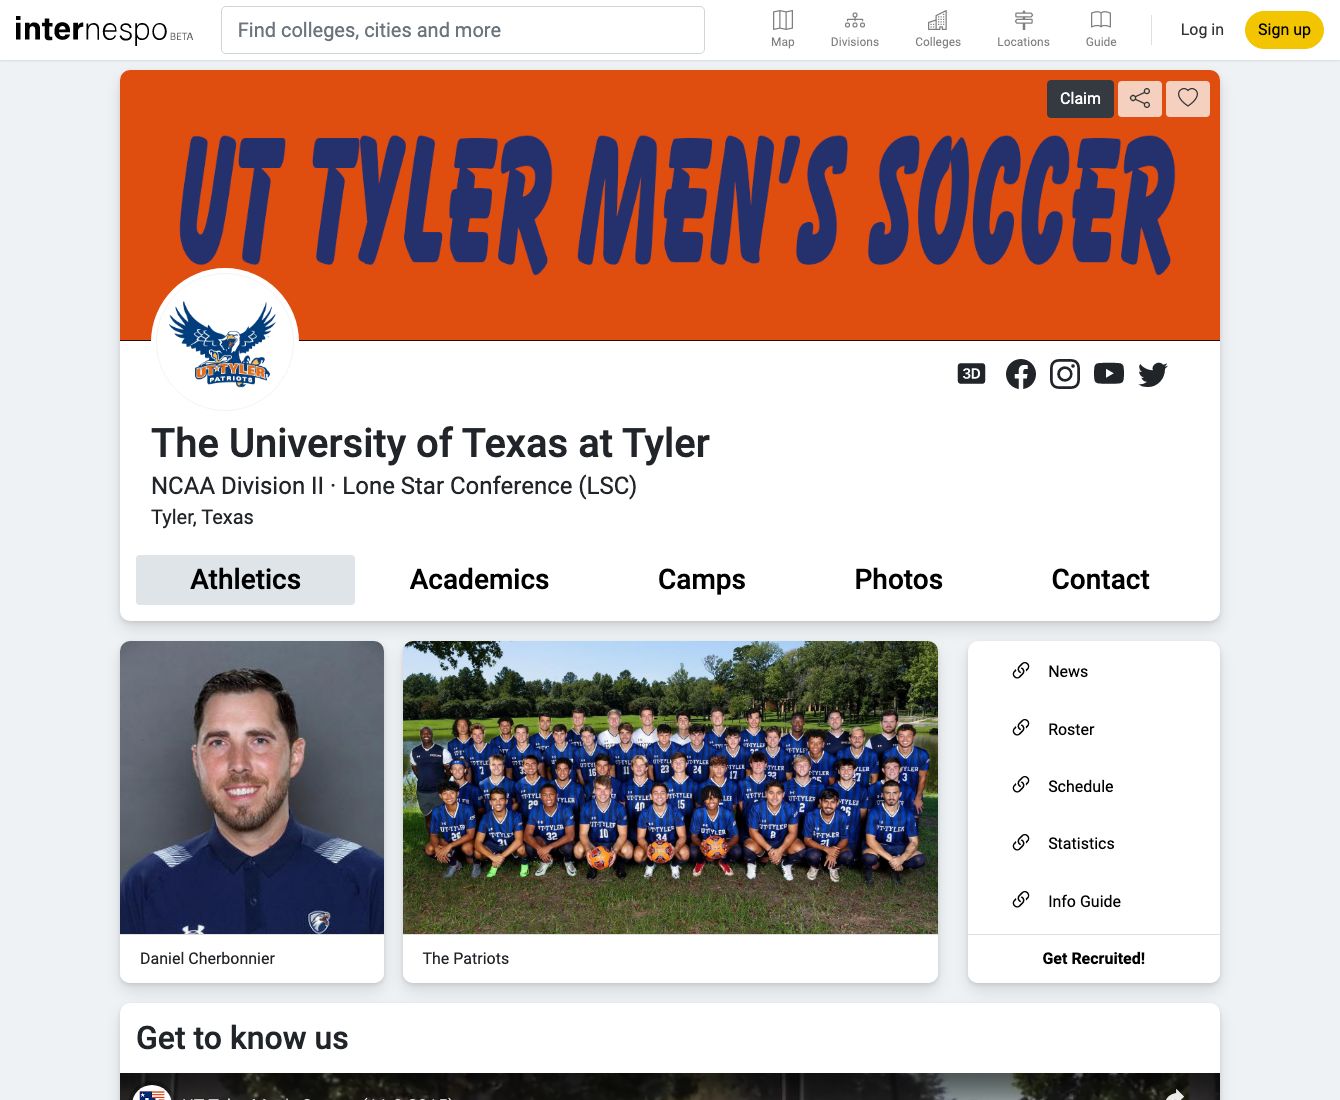 internespo BETA
Find colleges, cities and more
Map
Divisions
Colleges
Locations
Guide
Log in
Sign up
Claim
UT TYLER MEN'S SOCCER
UT TYLER
PATRIOTS
3D
The University of Texas at Tyler
NCAA Division II · Lone Star Conference (LSC)
Tyler, Texas
Athletics
Academics
Camps
Photos
Contact
Daniel Cherbonnier
The Patriots
News
Roster
Schedule
Statistics
Info Guide
Get Recruited!
Get to know us